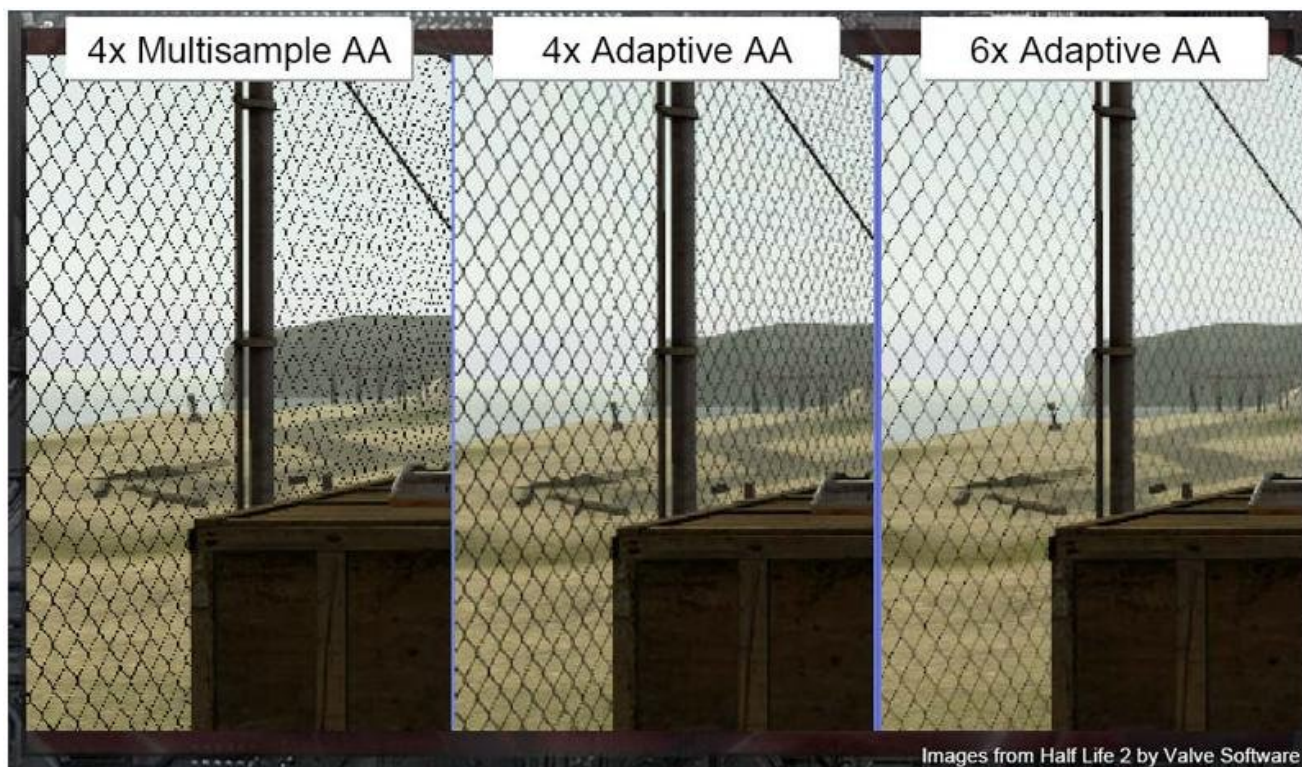 4x Multisample AA
4x Adaptive AA
6x Adaptive AA
Images from Half Life 2 by Valve Software